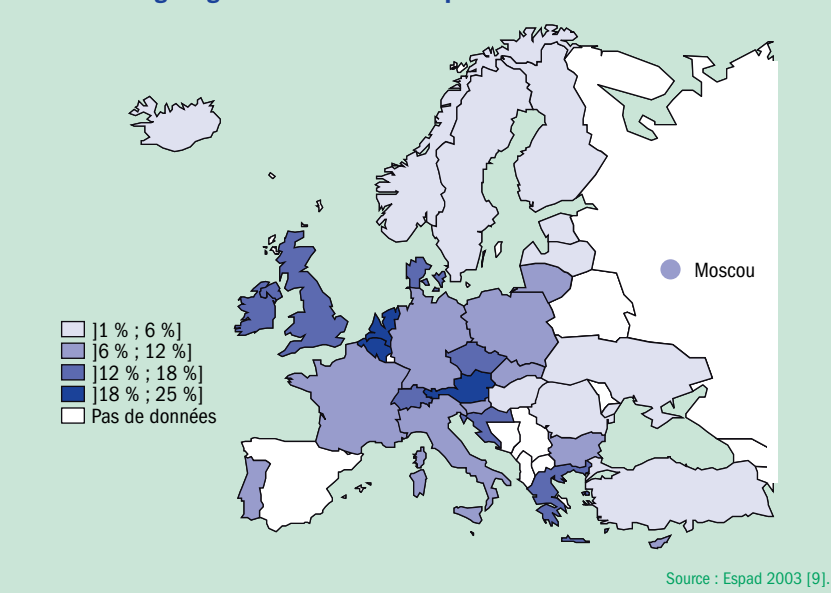 Moscou
]1 % ; 6 %]
]6 % ; 12 %]
]12 % ; 18 %]
]18 % ; 25 %]
Pas de données
Source : Espad 2003 [9].